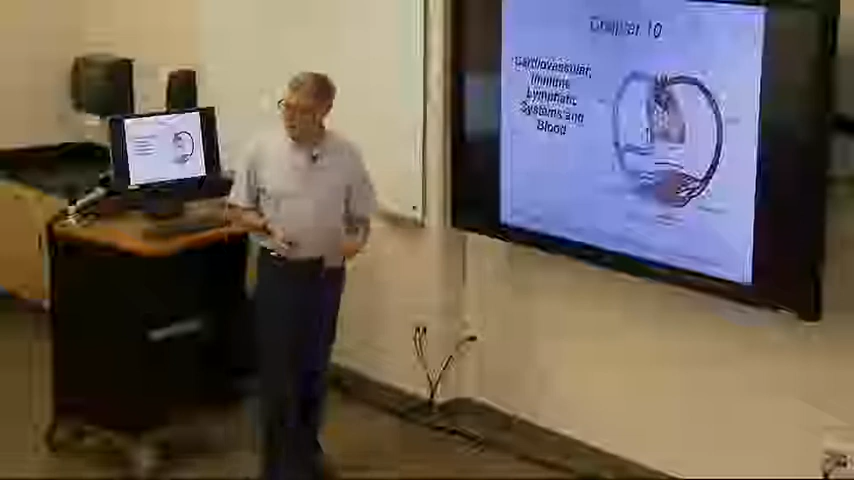 Chapter 10
Cardiovascular,
Immune
Lymphatic
Systems and
Blood